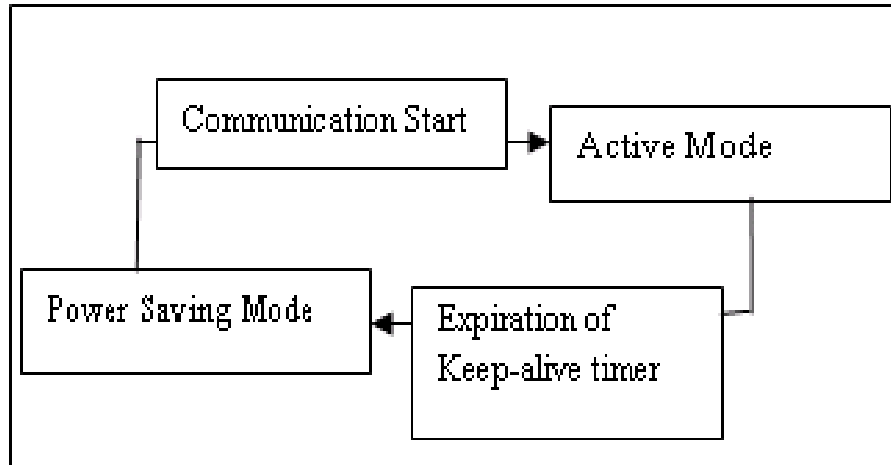 Communication Start
Active Mode
Power Saving Mode
Expiration of
Keep-alive timer